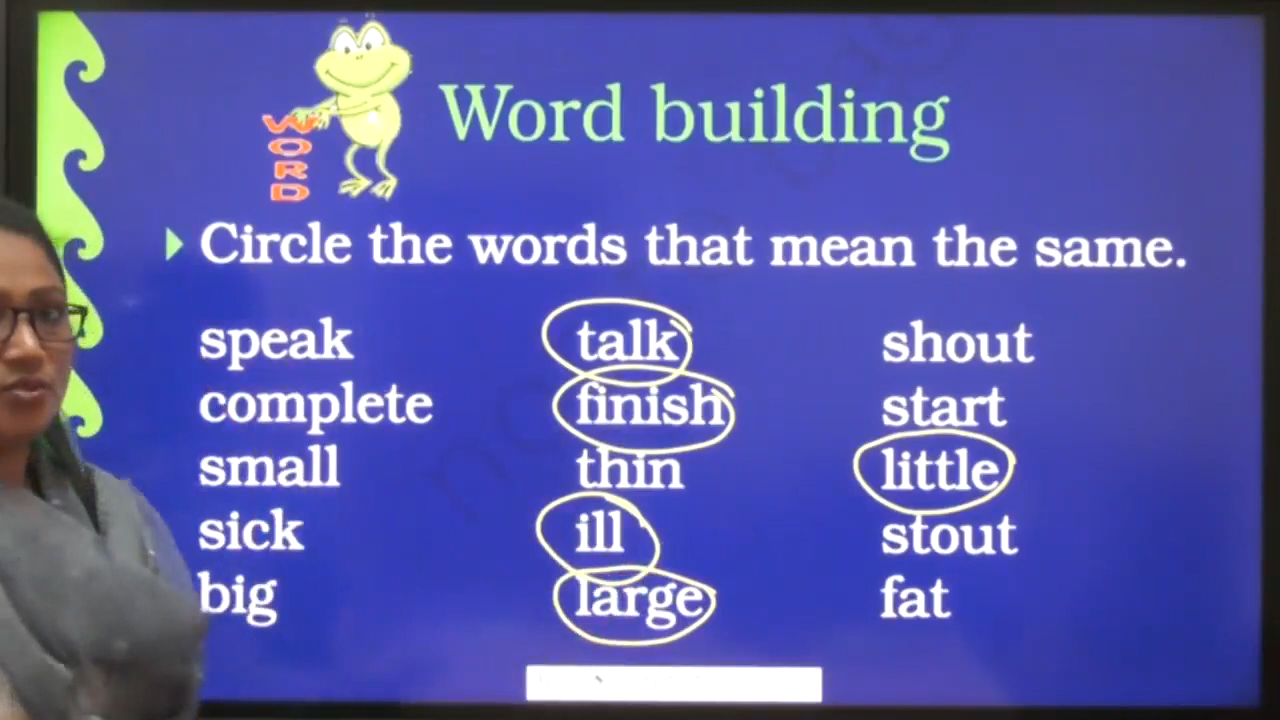 WORD
Word building
Circle the words that mean the same.
speak talk shout
complete finish start
small thin little
sick ill stout
big large fat